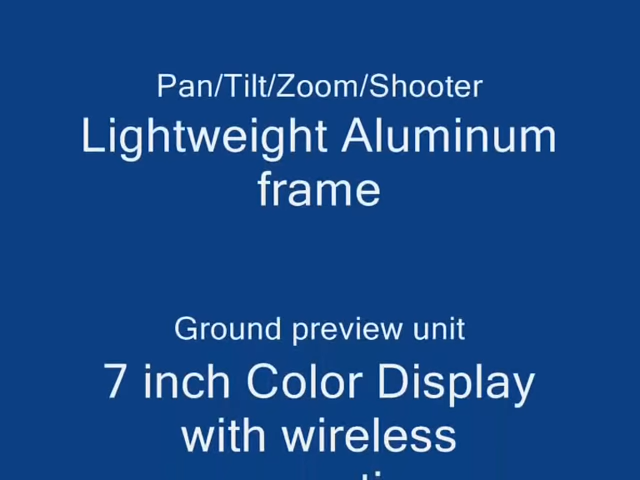 Pan/Tilt/Zoom/Shooter
Lightweight Aluminum
frame
Ground preview unit
7 inch Color Display
with wireless